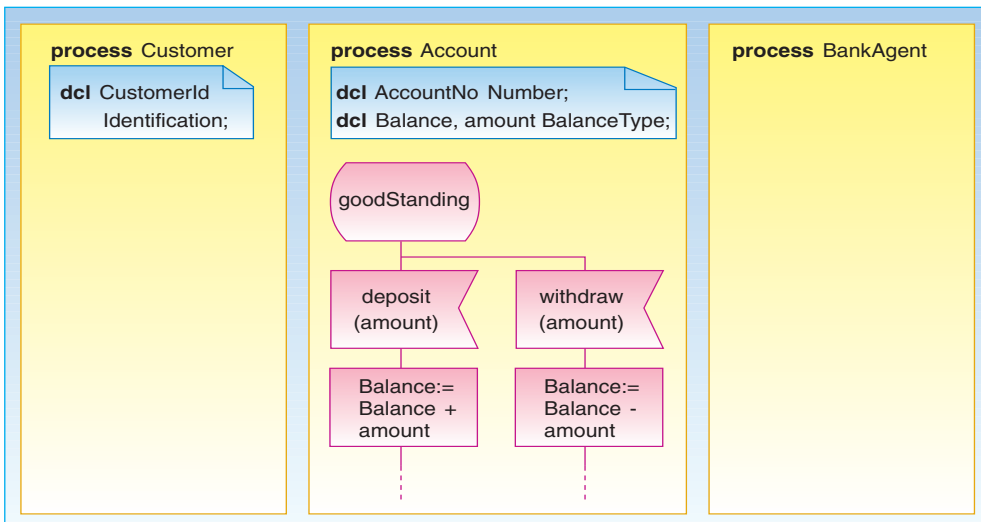 process Customer
dcl CustomerId
Identification;
process Account
dcl AccountNo Number;
dcl Balance, amount BalanceType;
goodStanding
deposit
(amount)
withdraw
(amount)
Balance:=
Balance +
amount
Balance:=
Balance -
amount
process BankAgent